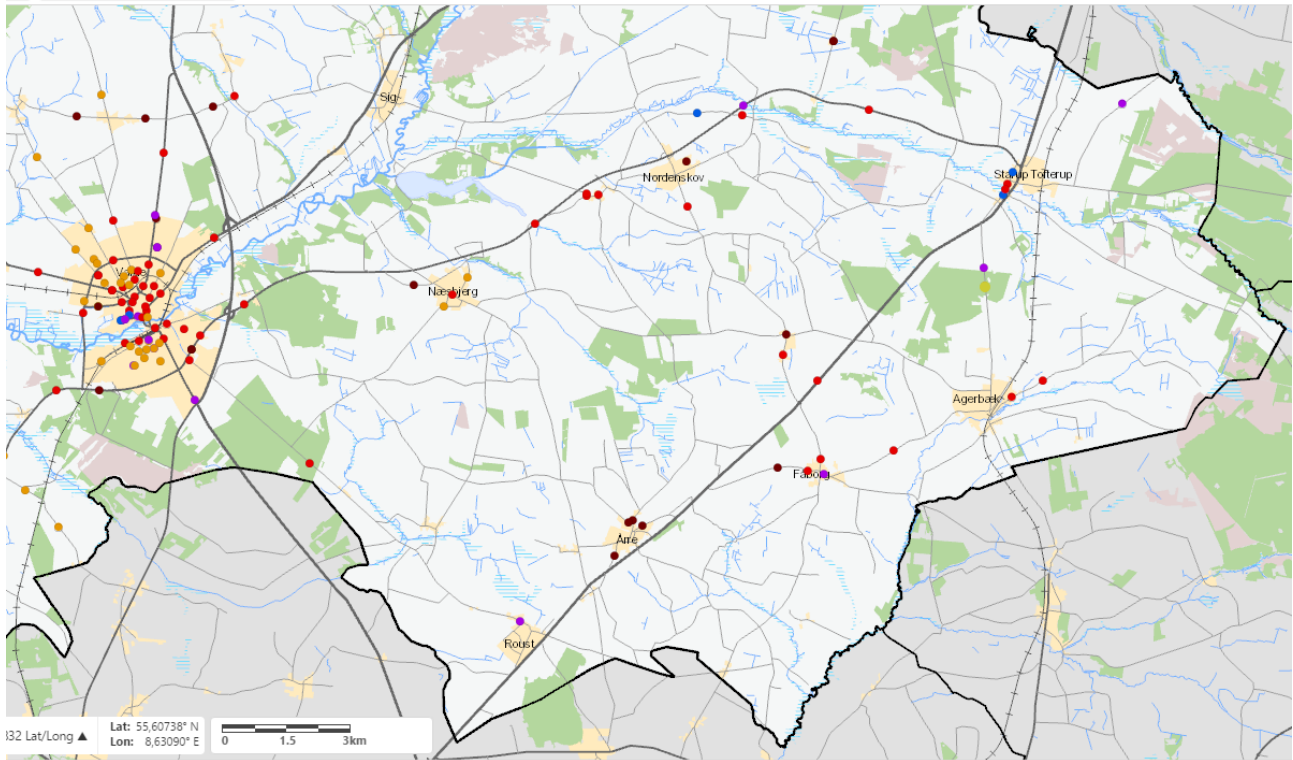 Sig
Nordenskov
Starup Tofterup
Næsbjerg
Agerbæk
Fåborg
Årre
Roust
Lat: 55,60738° N
Lon: 8,63090° E
32 Lat/Long ▲
0 1.5 3km